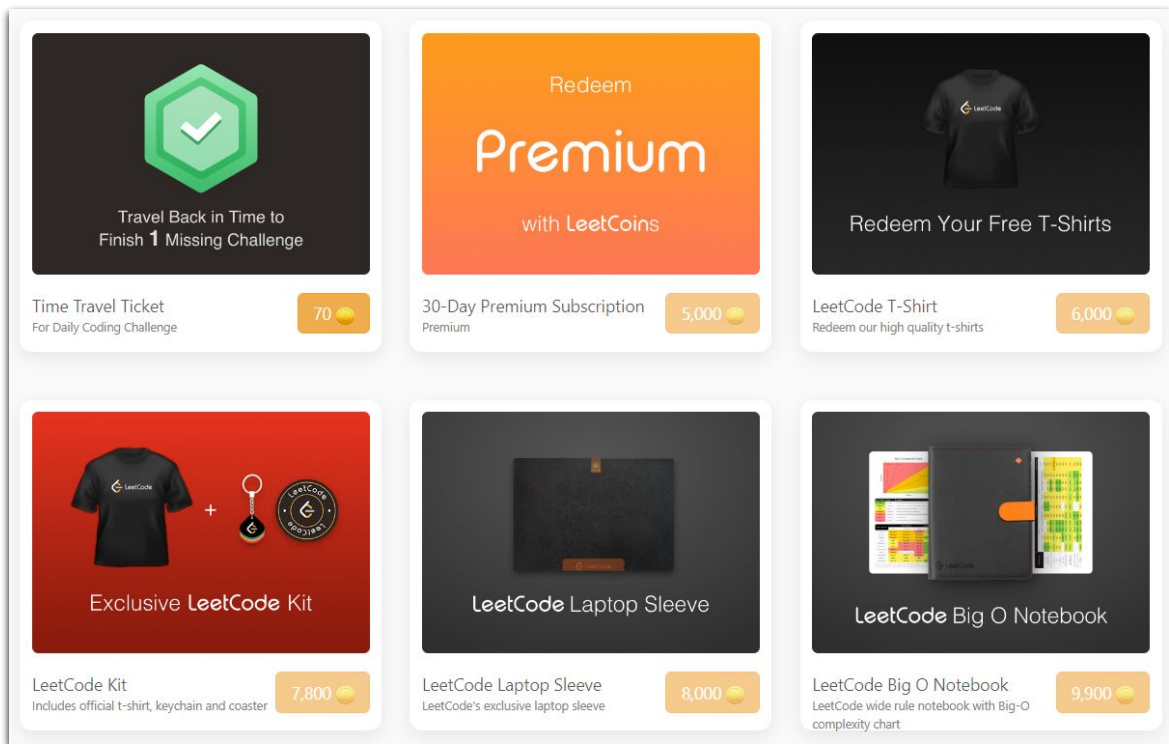 Travel Back in Time to
Finish 1 Missing Challenge
Time Travel Ticket
For Daily Coding Challenge
70
Redeem
Premium
with LeetCoins
30-Day Premium Subscription
Premium
5,000
LeetCode
Redeem Your Free T-Shirts
LeetCode T-Shirt
Redeem our high quality t-shirts
6,000
LeetCode
+
LeetCode
LeetCode
Exclusive LeetCode Kit
LeetCode Kit
Includes official t-shirt, keychain and coaster
7,800
LeetCode
LeetCode Laptop Sleeve
LeetCode Laptop Sleeve
LeetCode's exclusive laptop sleeve
8,000
LeetCode
LeetCode Big O Notebook
LeetCode Big O Notebook
LeetCode wide rule notebook with Big-O
complexity chart
9,900